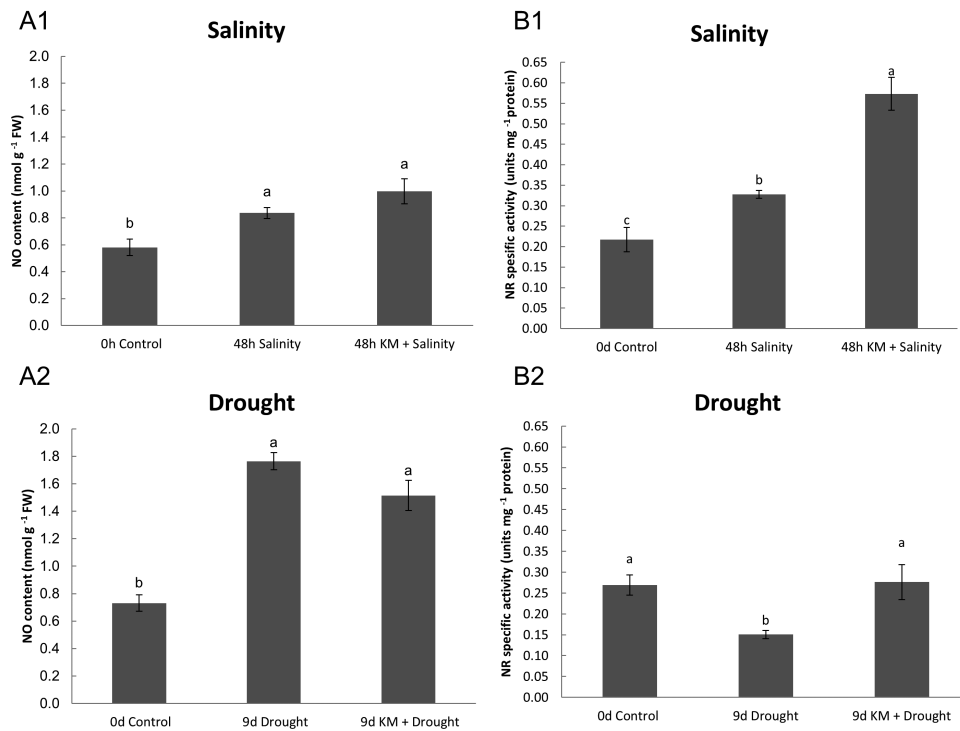 A1
Salinity
NO content (nmol g -1 FW)
2.0
1.8
1.6
1.4
1.2
1.0
0.8
0.6
0.4
0.2
0.0
b
a
a
0h Control
48h Salinity
48h KM + Salinity
B1
Salinity
NR spesific activity (units mg -1 protein)
0.65
0.60
0.55
0.50
0.45
0.40
0.35
0.30
0.25
0.20
0.15
0.10
0.05
0.00
c
b
a
0d Control
48h Salinity
48h KM + Salinity
A2
Drought
NO content (nmol g -1 FW)
2.0
1.8
1.6
1.4
1.2
1.0
0.8
0.6
0.4
0.2
0.0
b
a
a
0d Control
9d Drought
9d KM + Drought
B2
Drought
NR specific activity (units mg -1 protein)
0.65
0.60
0.55
0.50
0.45
0.40
0.35
0.30
0.25
0.20
0.15
0.10
0.05
0.00
a
b
a
0d Control
9d Drought
9d KM + Drought